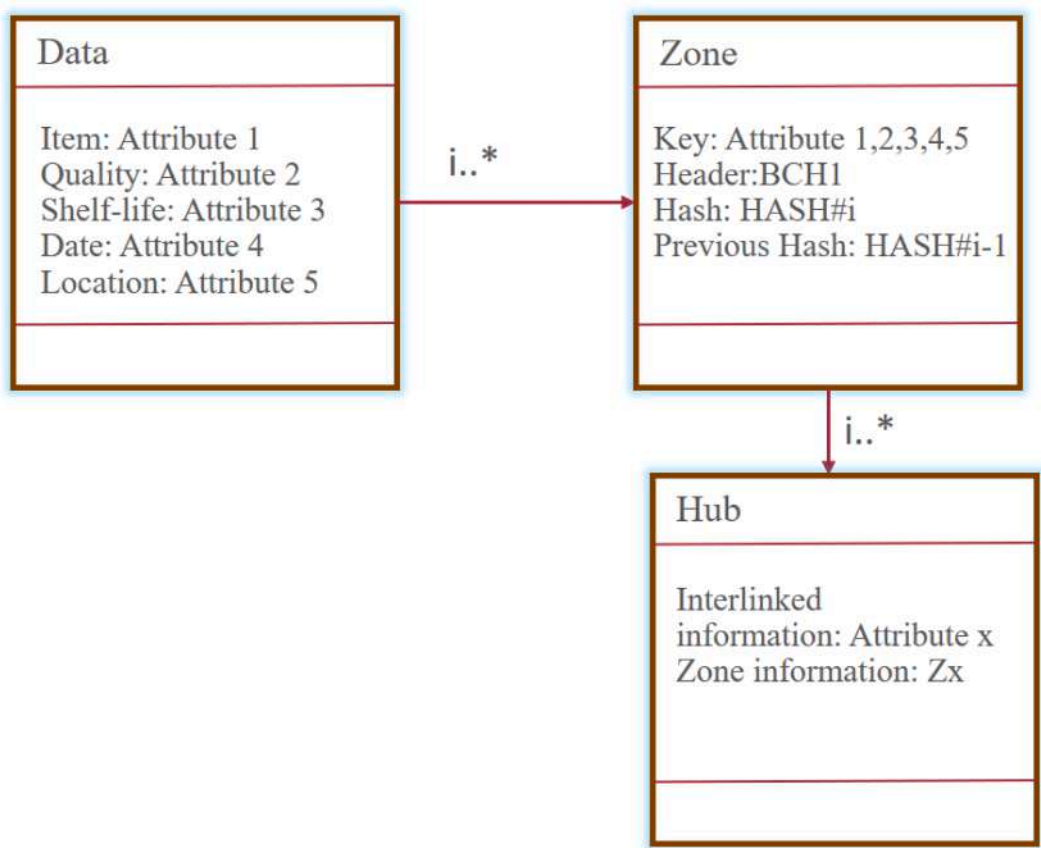 Data
Item: Attribute 1
Quality: Attribute 2
Shelf-life: Attribute 3
Date: Attribute 4
Location: Attribute 5
i..*
Zone
Key: Attribute 1,2,3,4,5
Header:BCH1
Hash: HASH#i
Previous Hash: HASH#i-1
i..*
Hub
Interlinked
information: Attribute x
Zone information: Zx